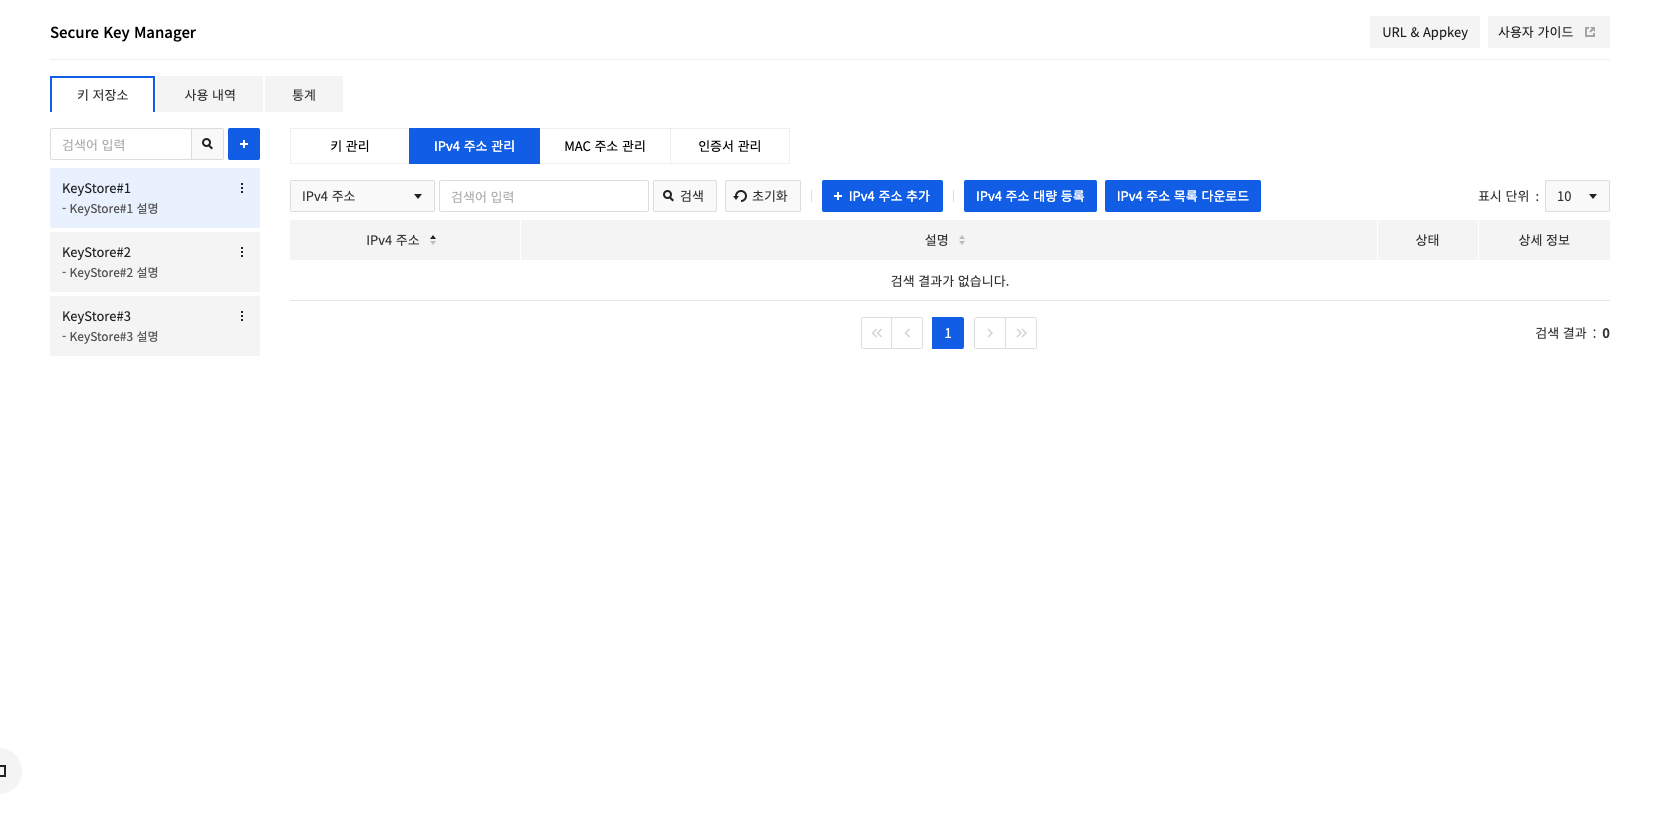 Secure Key Manager
URL & Appkey
사용자 가이드
키 저장소
사용 내역
통계
검색어 입력
+
키 관리
IPv4 주소 관리
MAC 주소 관리
인증서 관리
KeyStore#1
- KeyStore#1 설명
KeyStore#2
- KeyStore#2 설명
KeyStore#3
- KeyStore#3 설명
IPv4 주소
검색어 입력
검색
초기화
+ IPv4 주소 추가
IPv4 주소 대량 등록
IPv4 주소 목록 다운로드
표시 단위 :
10
IPv4 주소
설명
상태
상세 정보
검색 결과가 없습니다.
1
검색 결과 : 0